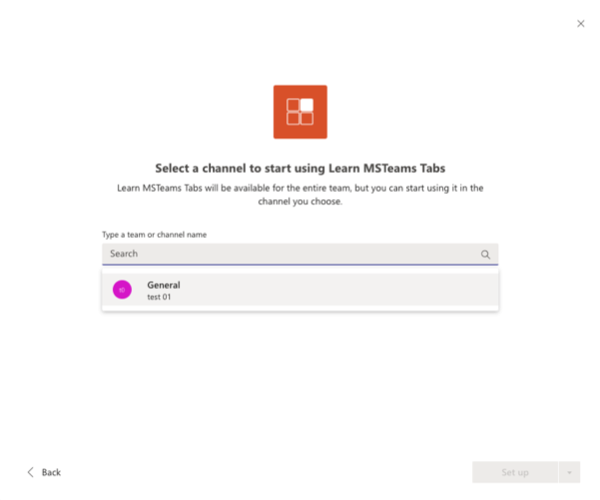 Select a channel to start using Learn MSTeams Tabs
Learn MSTeams Tabs will be available for the entire team, but you can start using it in the
channel you choose.
Type a team or channel name
Search
General
test 01
Back
Set up